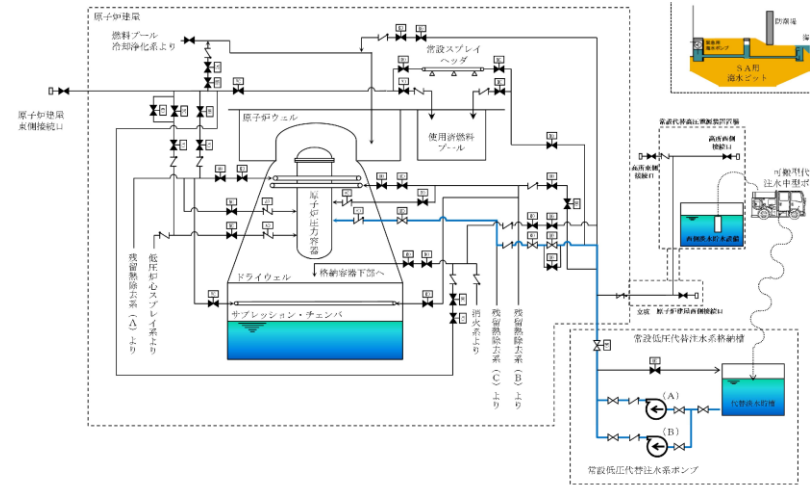 原子炉建屋
燃料プール
冷却浄化系より
常設スプレイ
ヘッダ
原子炉建屋
東側接続口
原子炉ウェル
使用済燃料
プール
原子炉圧力容器
ドライウェル
格納容器下部へ
サプレッション・チェンバ
残留熱除去系(A)より
低圧炉心スプレイ系より
消火系より
残留熱除去系(C)より
残留熱除去系(B)より
防潮堤
海
SA用
海水ピット
常設代替高圧電源装置置場
高所東側
接続口
高所西側
接続口
可搬型代
注水中型ポ
西側淡水貯水設備
立坑
原子炉建屋西側接続口
常設低圧代替注水系格納槽
代替淡水貯槽
(A)
(B)
常設低圧代替注水系ポンプ